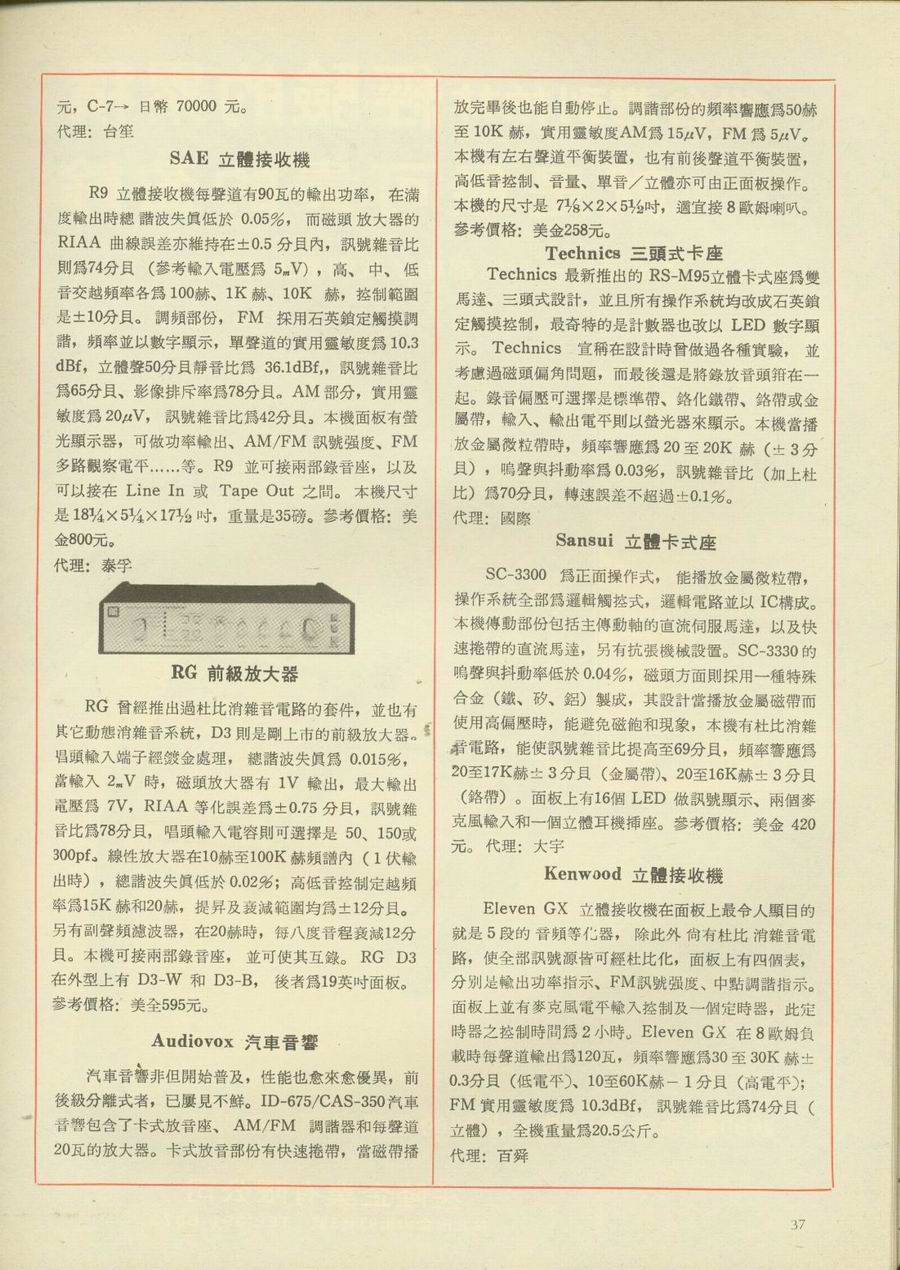 元，C-7→ 日幣 70000 元。
代理：台笙
SAE 立體接收機
R9 立體接收機每聲道有90瓦的輸出功率，在滿
度輸出時總諧波失眞低於 0.05%，而磁頭放大器的
RIAA 曲線誤差亦維持在±0.5 分貝內，訊號雜音比
則爲74分貝（參考輸入電壓爲 5mV），高、中、低
音交越頻率各爲 100赫、1K 赫、10K 赫，控制範圍
是±10分貝。調頻部份，FM 採用石英鎖定觸摸調
諧，頻率並以數字顯示，單聲道的實用靈敏度爲 10.3
dBf，立體聲50分貝靜音比爲 36.1dBf,，訊號雜音比
爲65分貝、影像排斥率爲78分貝。AM 部分，實用靈
敏度爲 20μV，訊號雜音比爲42分貝。本機面板有螢
光顯示器，可做功率輸出、AM/FM 訊號强度、FM
多路觀察電平……等。R9 並可接兩部錄音座，以及
可以接在 Line In 或 Tape Out 之間。本機尺寸
是 18¼×5¼×17½ 吋，重量是35磅。參考價格：美
金800元。
代理：泰孚
RG 前級放大器
RG 曾經推出過杜比消雜音電路的套件，並也有
其它動態消雜音系統，D3 則是剛上市的前級放大器。
唱頭輸入端子經鍍金處理，總諧波失眞爲 0.015%，
當輸入 2mV 時，磁頭放大器有 1V 輸出，最大輸出
電壓爲 7V，RIAA 等化誤差爲±0.75 分貝，訊號雜
音比爲78分貝，唱頭輸入電容則可選擇是 50、150或
300pf。線性放大器在10赫至100K 赫頻譜內（1伏輸
出時），總諧波失眞低於 0.02%；高低音控制定越頻
率爲15K 赫和20赫，提昇及衰減範圍均爲±12分貝。
另有副聲頻濾波器，在20赫時，每八度音程衰減12分
貝。本機可接兩部錄音座，並可使其互錄。RG D3
在外型上有 D3-W 和 D3-B，後者爲19英吋面板。
參考價格：美全595元。
Audiovox 汽車音響
汽車音響非但開始普及，性能也愈來愈優異，前
後級分離式者，已屢見不鮮。ID-675/CAS-350汽車
音響包含了卡式放音座、AM/FM 調諧器和每聲道
20瓦的放大器。卡式放音部份有快速捲帶，當磁帶播
放完畢後也能自動停止。調諧部份的頻率響應爲50赫
至 10K 赫，實用靈敏度AM爲 15μV，FM 爲 5μV。
本機有左右聲道平衡裝置，也有前後聲道平衡裝置，
高低音控制、音量、單音／立體亦可由正面板操作。
本機的尺寸是 7⅛×2×5½吋，適宜接 8 歐姆喇叭。
參考價格：美金258元。
Technics 三頭式卡座
Technics 最新推出的 RS-M95立體卡式座爲雙
馬達、三頭式設計，並且所有操作系統均改成石英鎖
定觸摸控制，最奇特的是計數器也改以 LED 數字顯
示。Technics 宣稱在設計時曾做過各種實驗，並
考慮過磁頭偏角問題，而最後還是將錄放音頭箝在一
起。錄音偏壓可選擇是標準帶、鉻化鐵帶、鉻帶或金
屬帶，輸入、輸出電平則以螢光器來顯示。本機當播
放金屬微粒帶時，頻率響應爲 20 至 20K 赫（±3分
貝），嗚聲與抖動率爲 0.03%，訊號雜音比（加上杜
比）爲70分貝，轉速誤差不超過±0.1%。
代理：國際
Sansui 立體卡式座
SC-3300 爲正面操作式，能播放金屬微粒帶，
操作系統全部爲邏輯觸控式，邏輯電路並以 IC構成。
本機傳動部份包括主傳動軸的直流伺服馬達，以及快
速捲帶的直流馬達，另有抗張機械設置。SC-3330 的
嗚聲與抖動率低於 0.04%，磁頭方面則採用一種特殊
合金（鐵、矽、鋁）製成，其設計當播放金屬磁帶而
使用高偏壓時，能避免磁飽和現象，本機有杜比消雜
音電路，能使訊號雜音比提高至69分貝，頻率響應爲
20至17K赫±3分貝（金屬帶）、20至16K赫±3分貝
（鉻帶）。面板上有16個 LED 做訊號顯示、兩個麥
克風輸入和一個立體耳機揷座。參考價格：美金 420
元。代理：大宇
Kenwood 立體接收機
Eleven GX 立體接收機在面板上最令人顯目的
就是 5 段的音頻等化器，除此外尙有杜比消雜音電
路，使全部訊號源皆可經杜比化，面板上有四個表，
分別是輸出功率指示、FM訊號强度、中點調諧指示。
面板上並有麥克風電平輸入控制及一個定時器，此定
時器之控制時間爲 2 小時。Eleven GX 在 8 歐姆負
載時每聲道輸出爲120瓦，頻率響應爲30 至 30K 赫±
0.3分貝（低電平）、10至60K赫－1分貝（高電平）；
FM 實用靈敏度爲 10.3dBf，訊號雜音比爲74分貝（
立體），全機重量爲20.5公斤。
代理：百舜
37